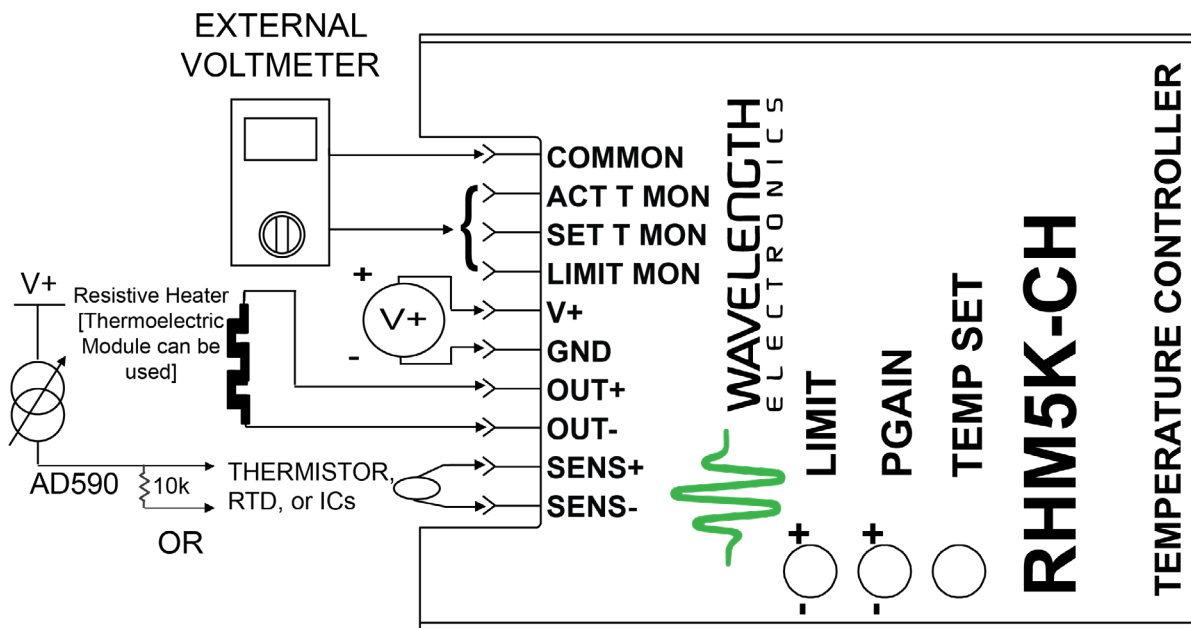 EXTERNAL
VOLTMETER
COMMON
ACT T MON
SET T MON
LIMIT MON
V+
GND
OUT+
OUT-
SENS+
SENS-
+
V+
-
V+
Resistive Heater
[Thermoelectric
Module can be
used]
AD590
10k
OR
THERMISTOR,
RTD, or ICs
WAVELENGTH
ELECTRONICS
LIMIT
+
-
PGAIN
+
-
TEMP SET
RHM5K-CH
TEMPERATURE CONTROLLER